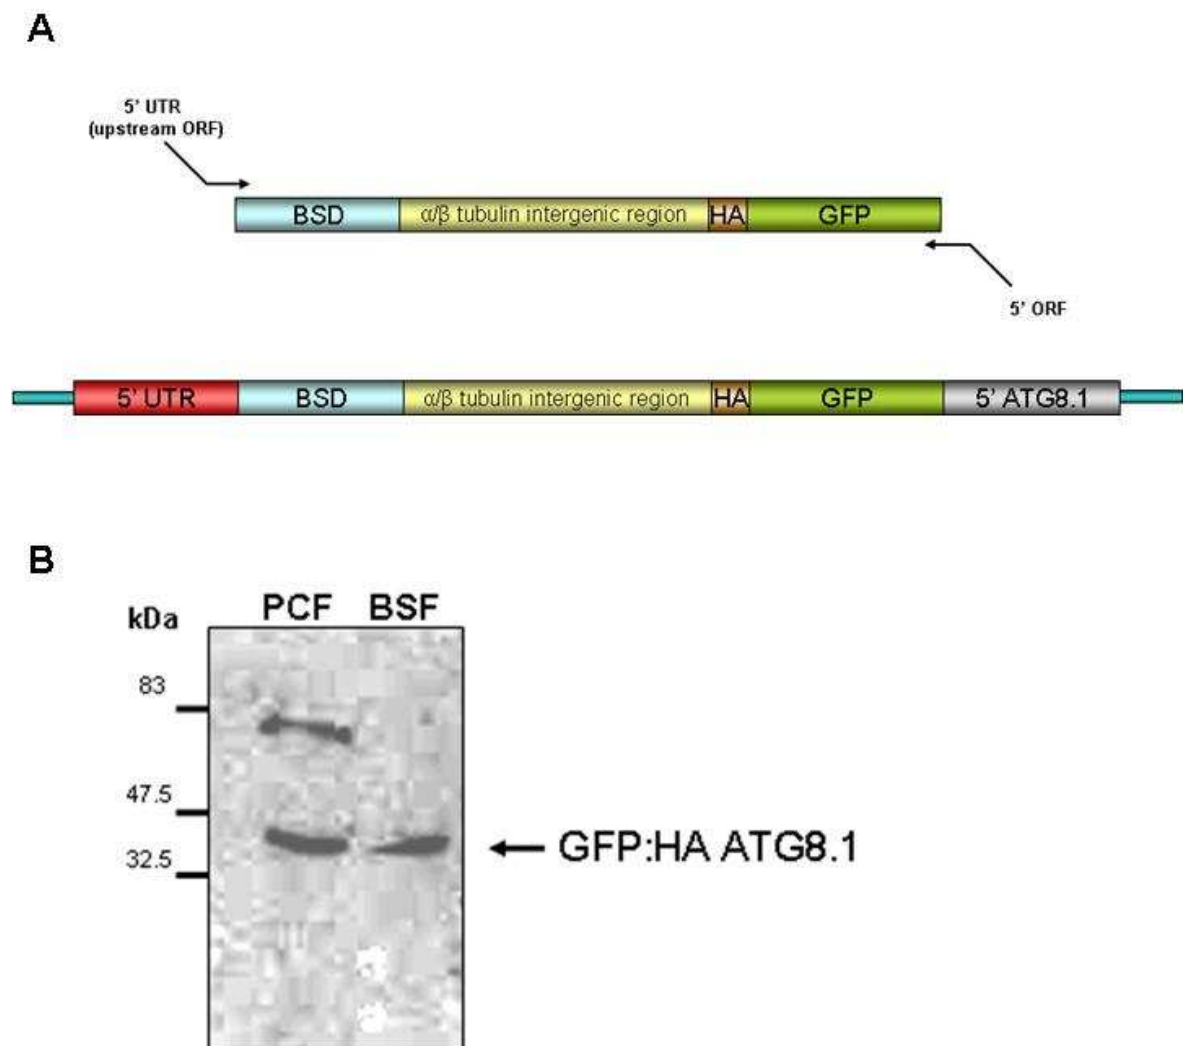 A
5' UTR
(upstream ORF)
BSD α/β tubulin intergenic region HA GFP
5' ORF
5' UTR BSD α/β tubulin intergenic region HA GFP 5' ATG8.1
B
kDa PCF BSF
83
47.5
32.5
GFP:HA ATG8.1